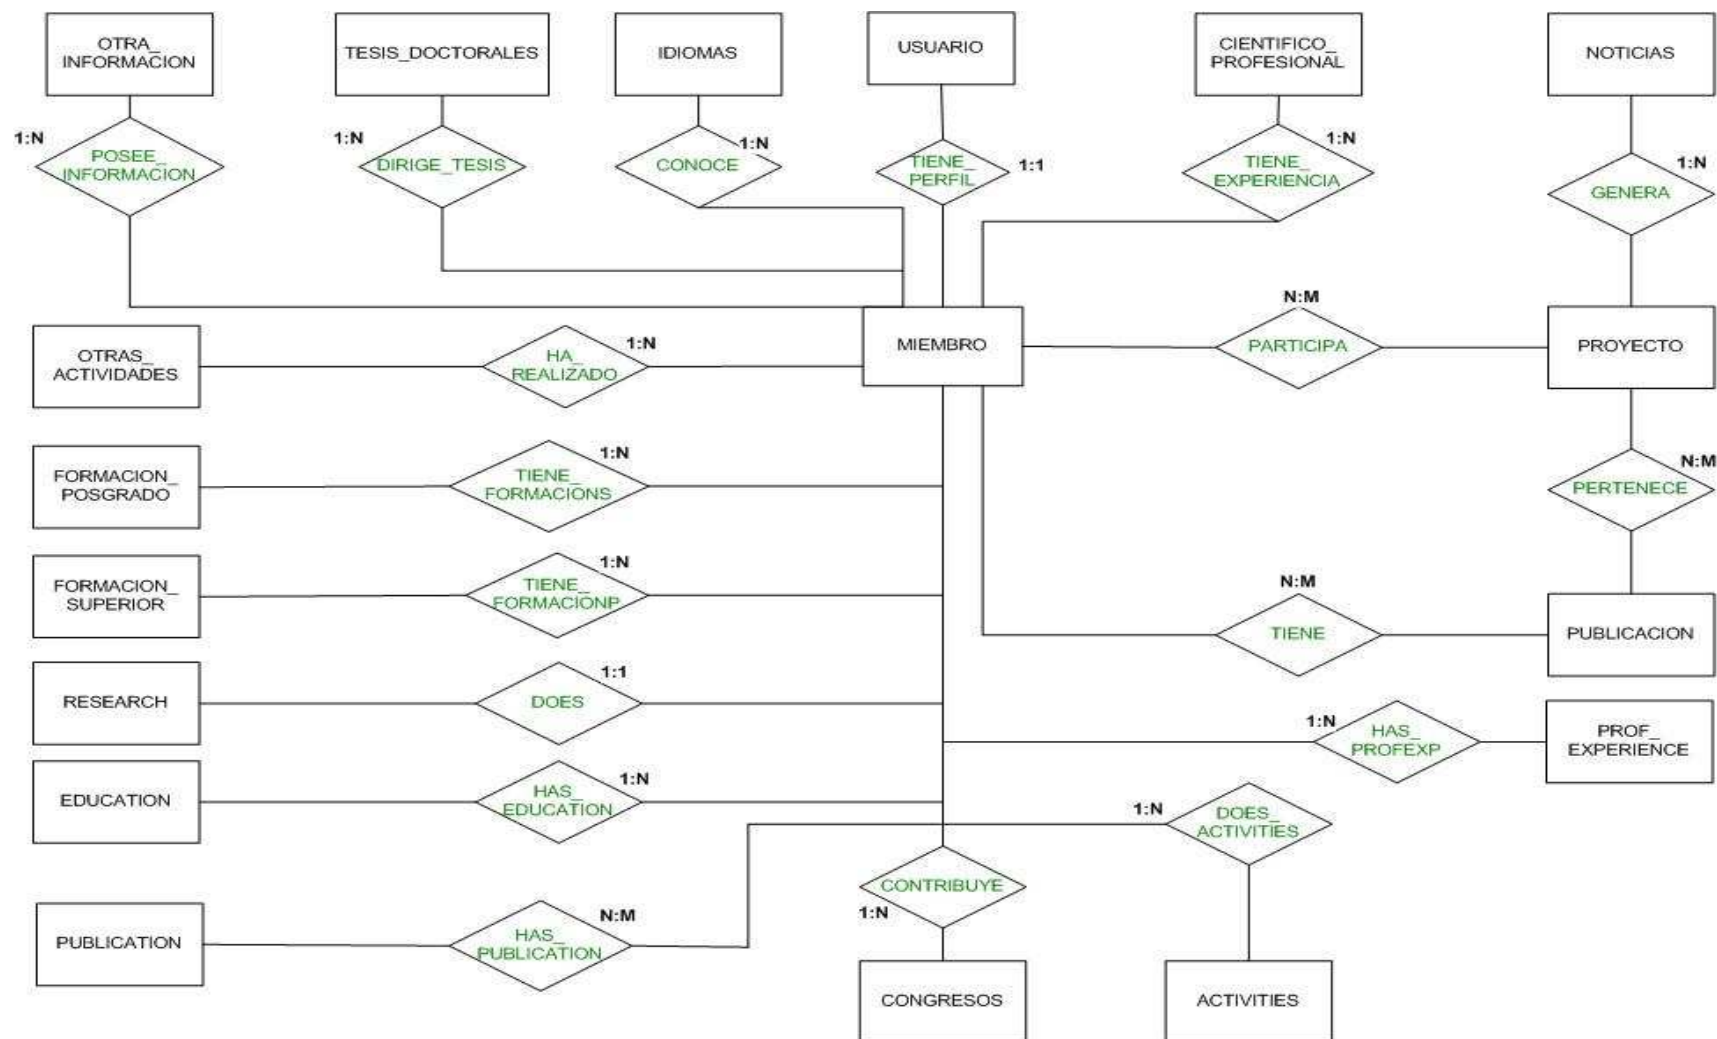 OTRA_
INFORMACION
TESIS_DOCTORALES
IDIOMAS
USUARIO
CIENTIFICO_
PROFESIONAL
NOTICIAS
1:N
POSEE_
INFORMACION
1:N
DIRIGE_TESIS
1:N
CONOCE
TIENE_
PERFIL
1:1
1:N
TIENE_
EXPERIENCIA
1:N
GENERA
OTRAS_
ACTIVIDADES
HA_
REALIZADO
1:N
MIEMBRO
N:M
PARTICIPA
PROYECTO
FORMACION_
POSGRADO
TIENE_
FORMACIONS
1:N
N:M
PERTENECE
FORMACION_
SUPERIOR
TIENE_
FORMACIONP
1:N
N:M
TIENE
PUBLICACION
RESEARCH
1:1
DOES
1:N
HAS_
PROFEXP
PROF_
EXPERIENCE
EDUCATION
HAS_
EDUCATION
1:N
1:N
DOES_
ACTIVITIES
PUBLICATION
HAS_
PUBLICATION
N:M
CONTRIBUYE
1:N
CONGRESOS
ACTIVITIES